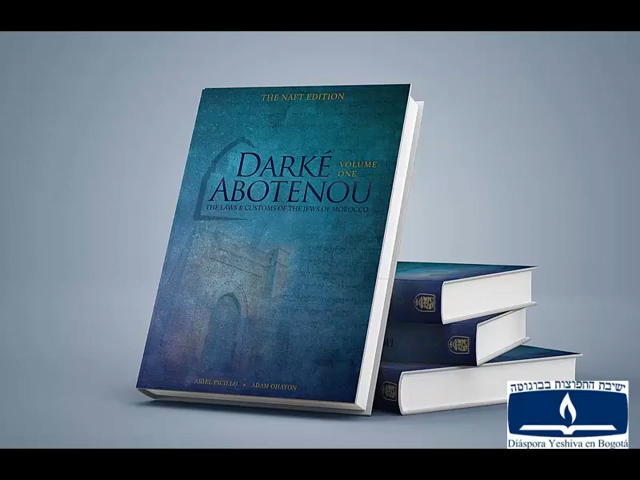 THE NAFT EDITION
DARKÉ
VOLUME
ONE
ABOTENOU
THE LAWS & CUSTOMS OF THE JEWS OF MOROCCO
ARIEL PICILLO • ADAM OHAYON
ישיבת התפוצות בבוגוטה
Diáspora Yeshiva en Bogotá